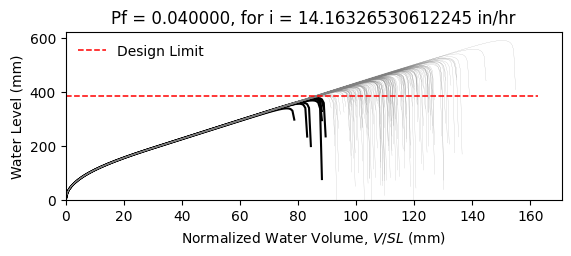 Pf = 0.040000, for i = 14.16326530612245 in/hr
Design Limit
Water Level (mm)
600
400
200
0
0 20 40 60 80 100 120 140 160
Normalized Water Volume, V/SL (mm)